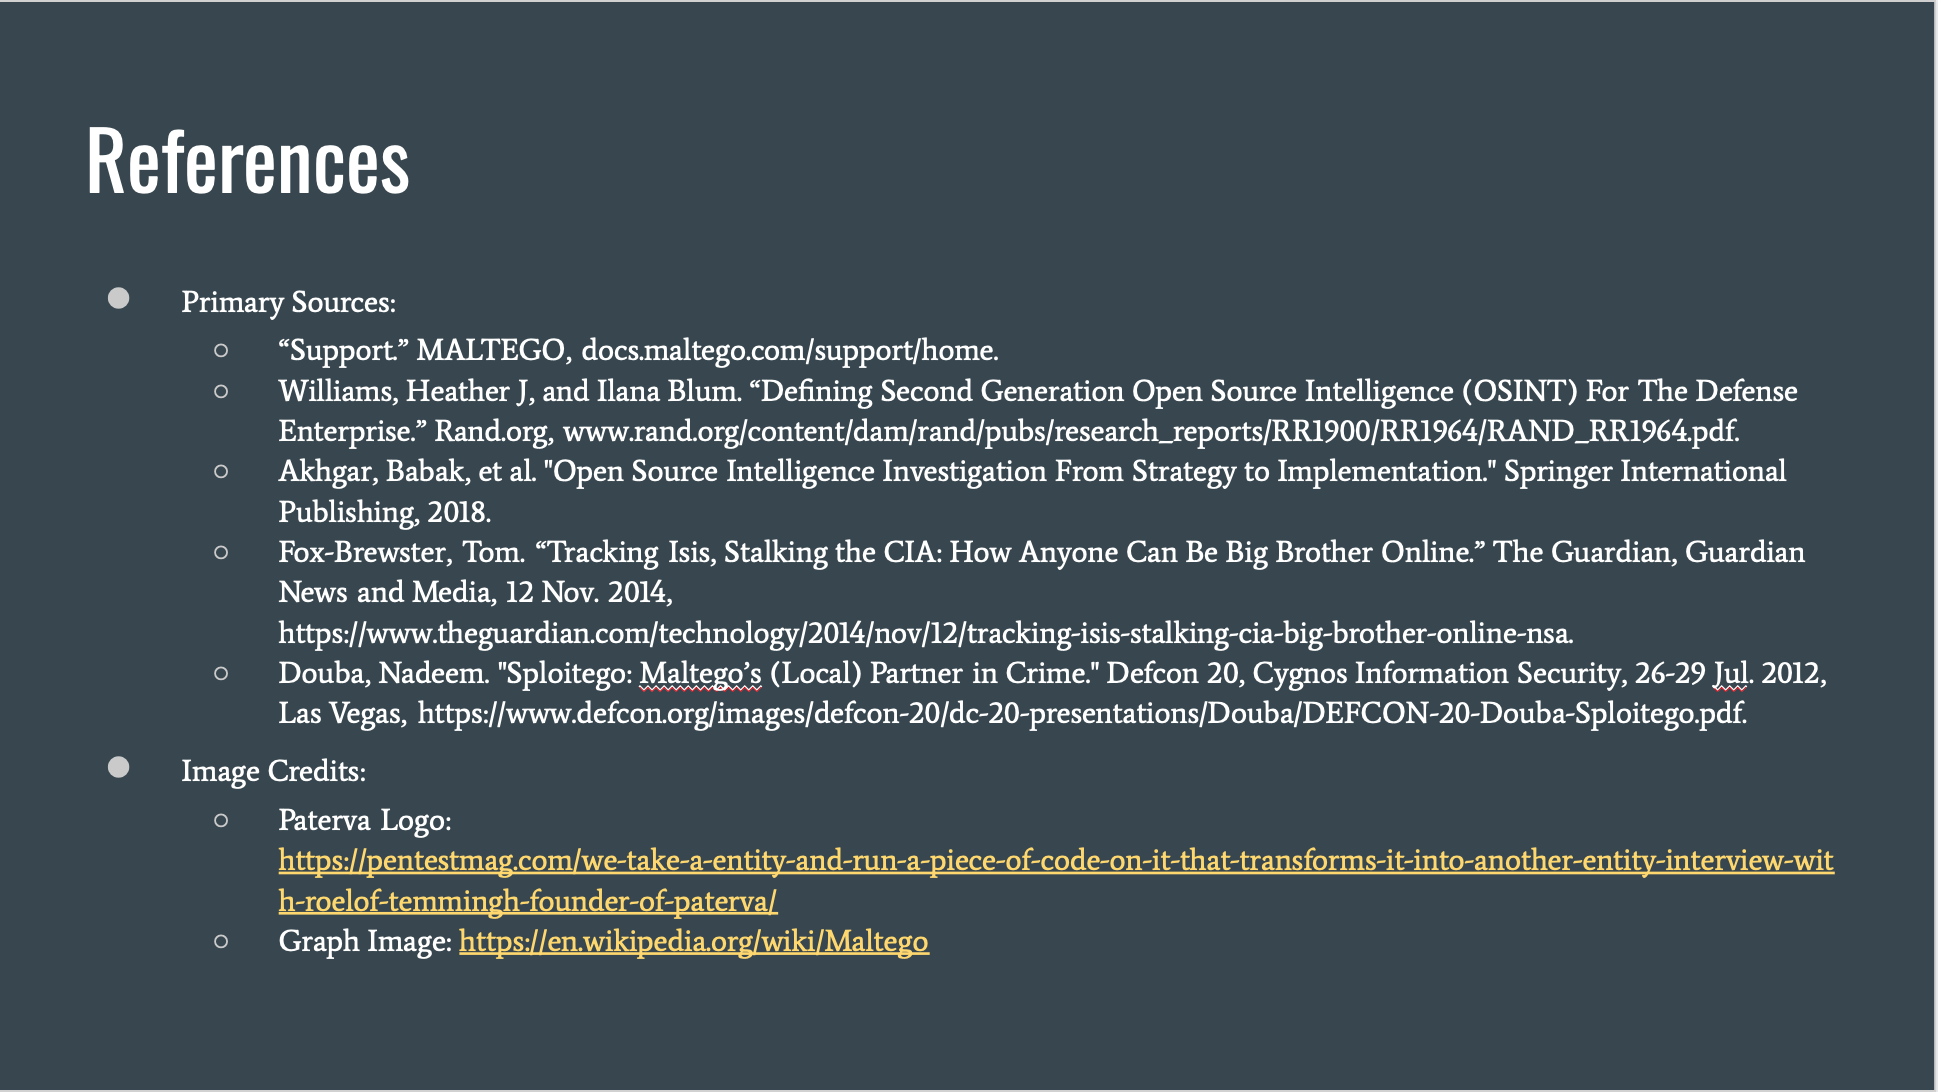 References
Primary Sources:
“Support.” MALTEGO, docs.maltego.com/support/home.
Williams, Heather J, and Ilana Blum. “Defining Second Generation Open Source Intelligence (OSINT) For The Defense
Enterprise.” Rand.org, www.rand.org/content/dam/rand/pubs/research_reports/RR1900/RR1964/RAND_RR1964.pdf.
Akhgar, Babak, et al. "Open Source Intelligence Investigation From Strategy to Implementation." Springer International
Publishing, 2018.
Fox-Brewster, Tom. “Tracking Isis, Stalking the CIA: How Anyone Can Be Big Brother Online.” The Guardian, Guardian
News and Media, 12 Nov. 2014,
https://www.theguardian.com/technology/2014/nov/12/tracking-isis-stalking-cia-big-brother-online-nsa.
Douba, Nadeem. "Sploitego: Maltego’s (Local) Partner in Crime." Defcon 20, Cygnos Information Security, 26-29 Jul. 2012,
Las Vegas, https://www.defcon.org/images/defcon-20/dc-20-presentations/Douba/DEFCON-20-Douba-Sploitego.pdf.
Image Credits:
Paterva Logo:
https://pentestmag.com/we-take-a-entity-and-run-a-piece-of-code-on-it-that-transforms-it-into-another-entity-interview-wit
h-roelof-temmingh-founder-of-paterva/
Graph Image: https://en.wikipedia.org/wiki/Maltego